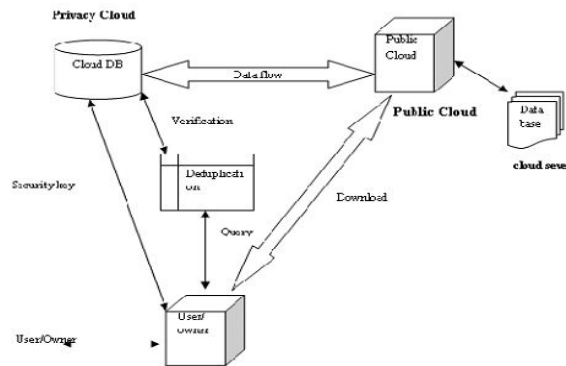 Privacy Cloud
Cloud DB
Public
Cloud
Data flow
Public Cloud
Data
base
cloud seve
Verification
Deduplicati
on
Security key
Download
Query
User/
Owner
User/Owner